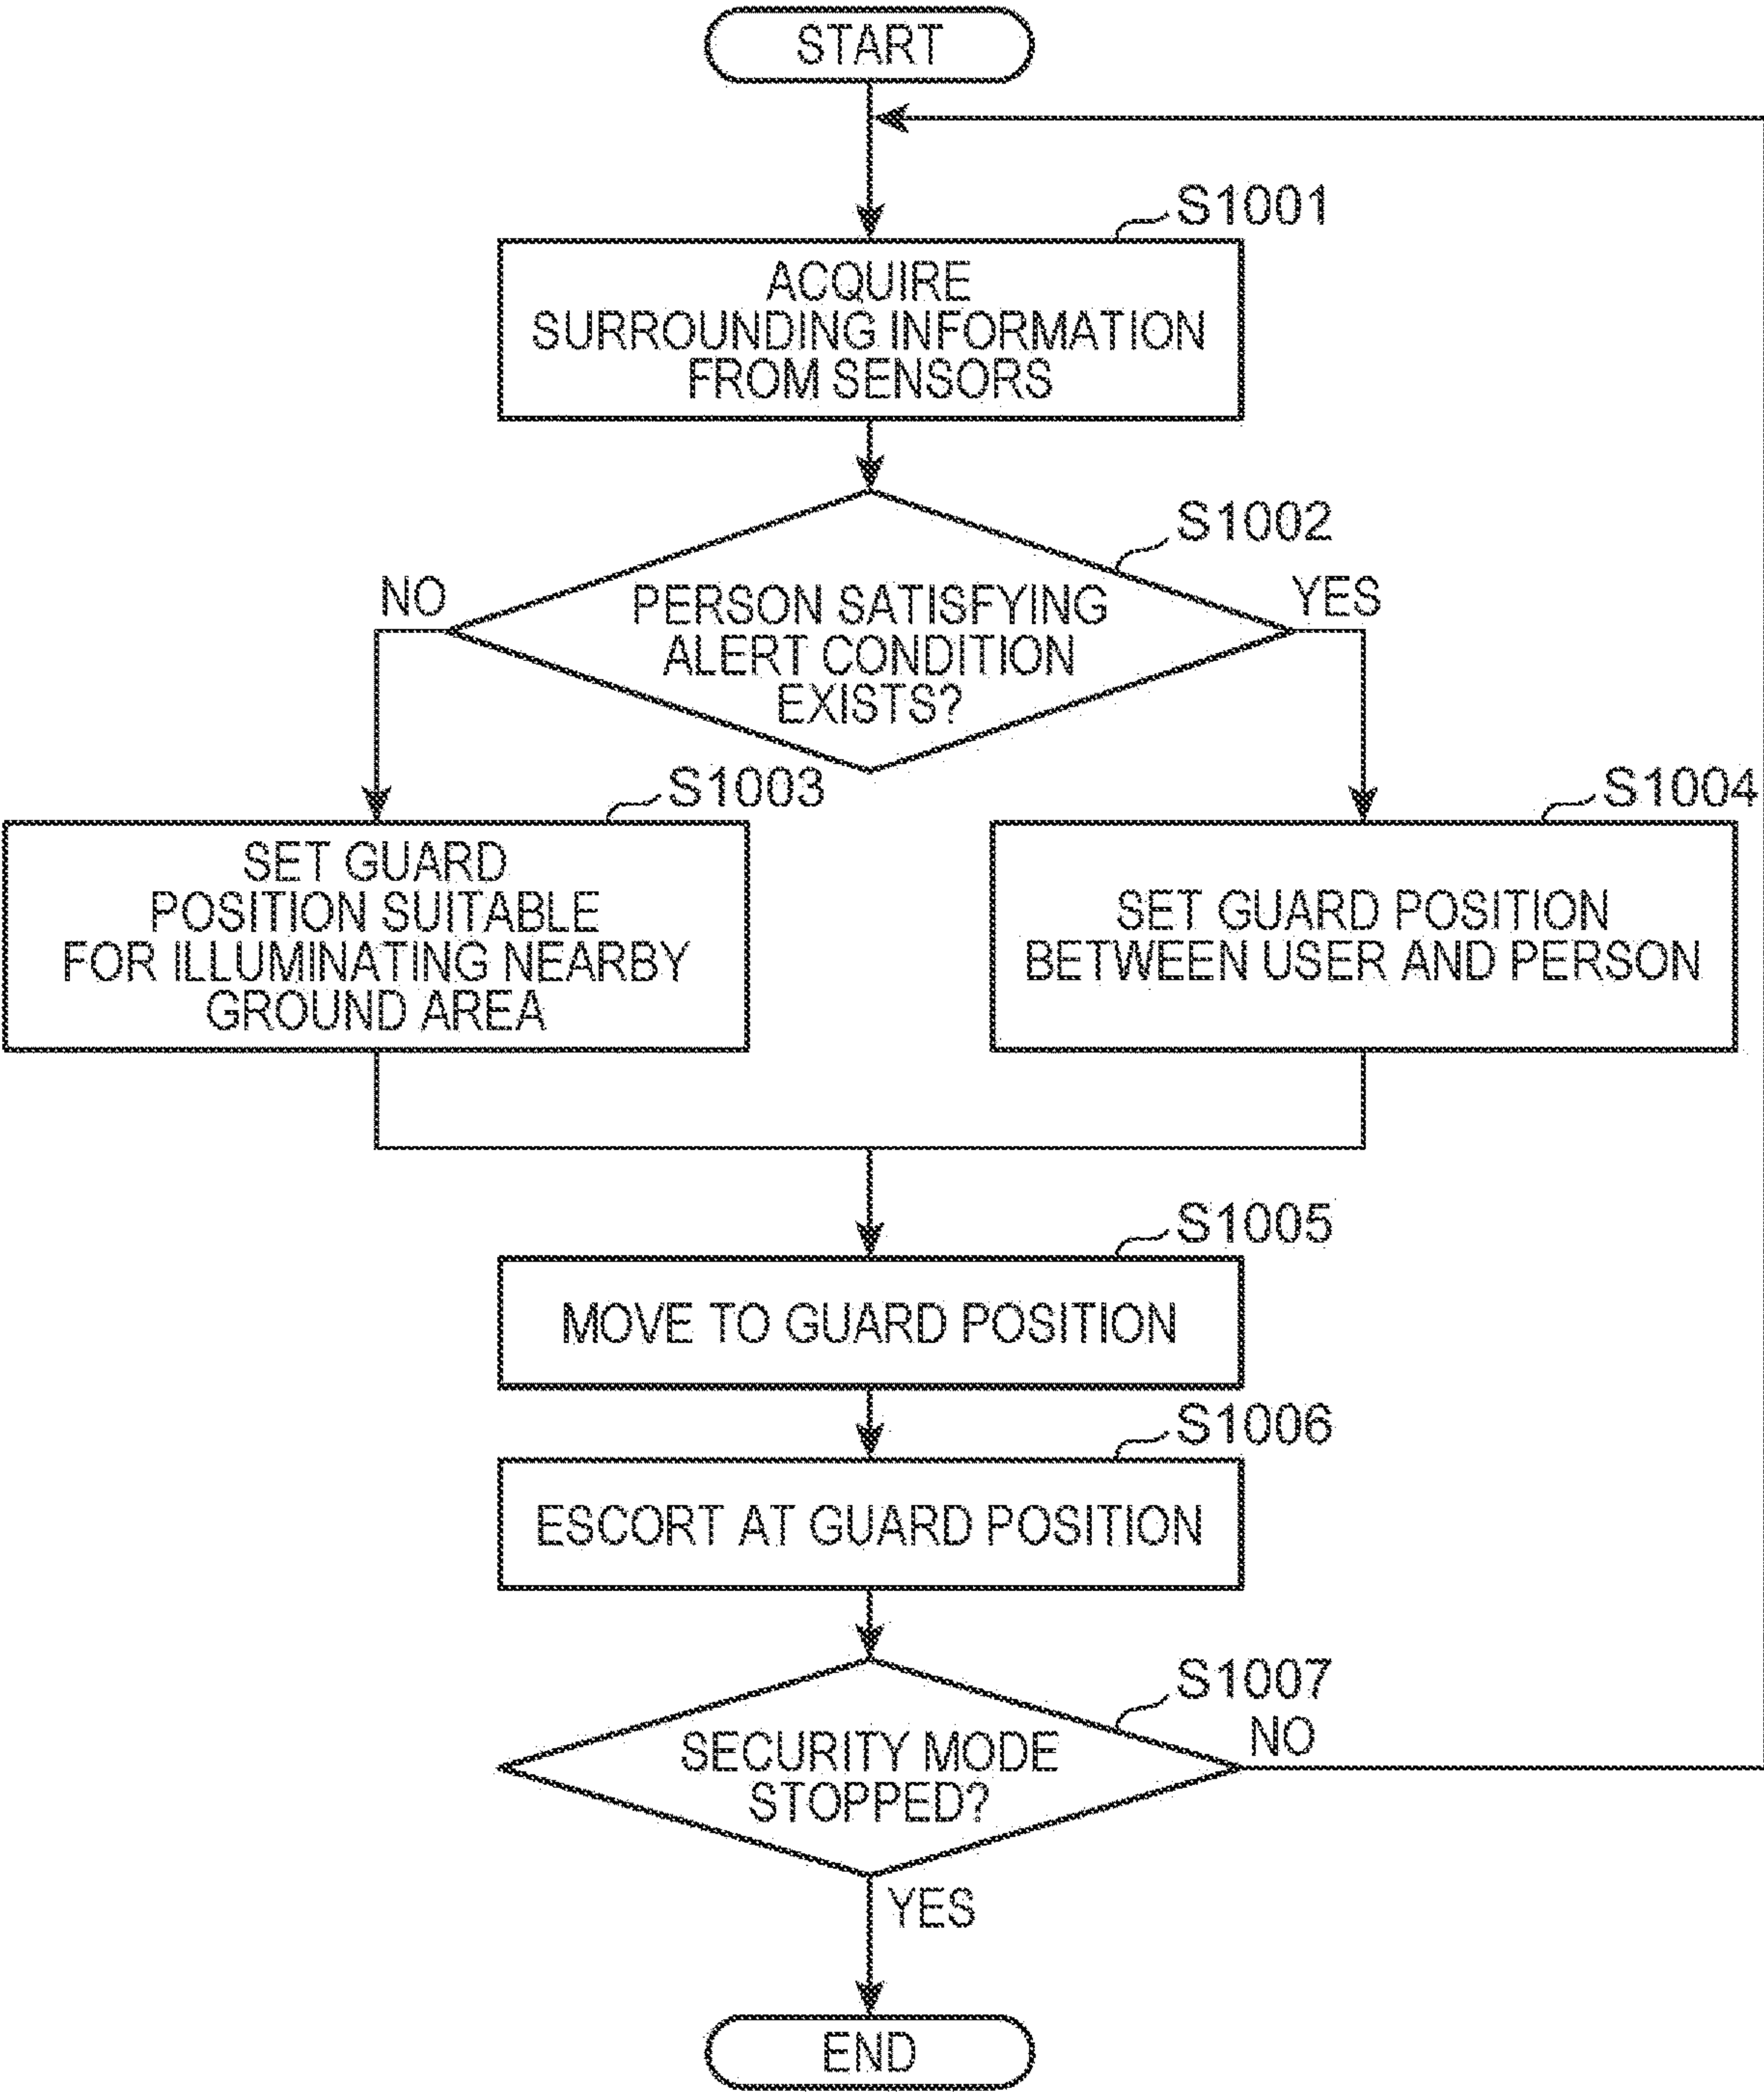 START
S1001
ACQUIRE
SURROUNDING INFORMATION
FROM SENSORS
S1002
NO
YES
PERSON SATISFYING
ALERT CONDITION
EXISTS?
S1003
SET GUARD
POSITION SUITABLE
FOR ILLUMINATING NEARBY
GROUND AREA
S1004
SET GUARD POSITION
BETWEEN USER AND PERSON
S1005
MOVE TO GUARD POSITION
S1006
ESCORT AT GUARD POSITION
S1007
NO
SECURITY MODE
STOPPED?
YES
END